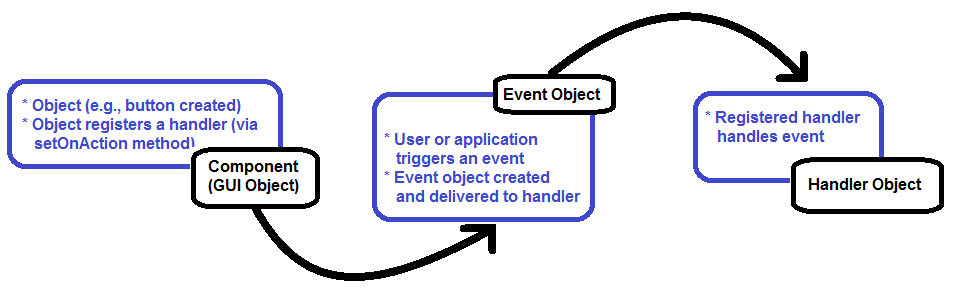 * Object (e.g., button created)
* Object registers a handler (via
setOnAction method)
Component
(GUI Object)
Event Object
* User or application
triggers an event
* Event object created
and delivered to handler
* Registered handler
handles event
Handler Object